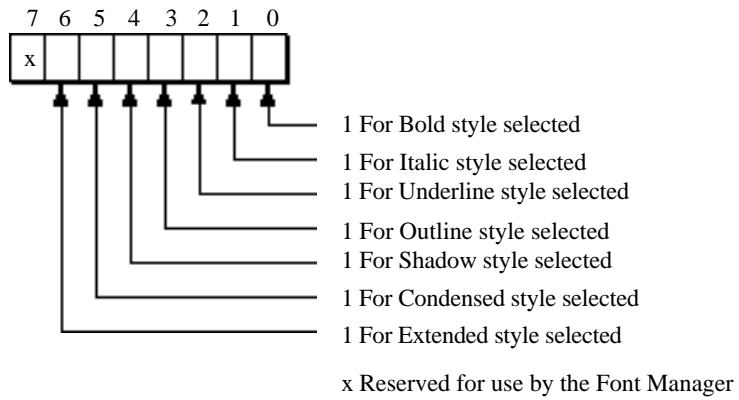 7 6 5 4 3 2 1 0
x
1 For Bold style selected
1 For Italic style selected
1 For Underline style selected
1 For Outline style selected
1 For Shadow style selected
1 For Condensed style selected
1 For Extended style selected
x Reserved for use by the Font Manager